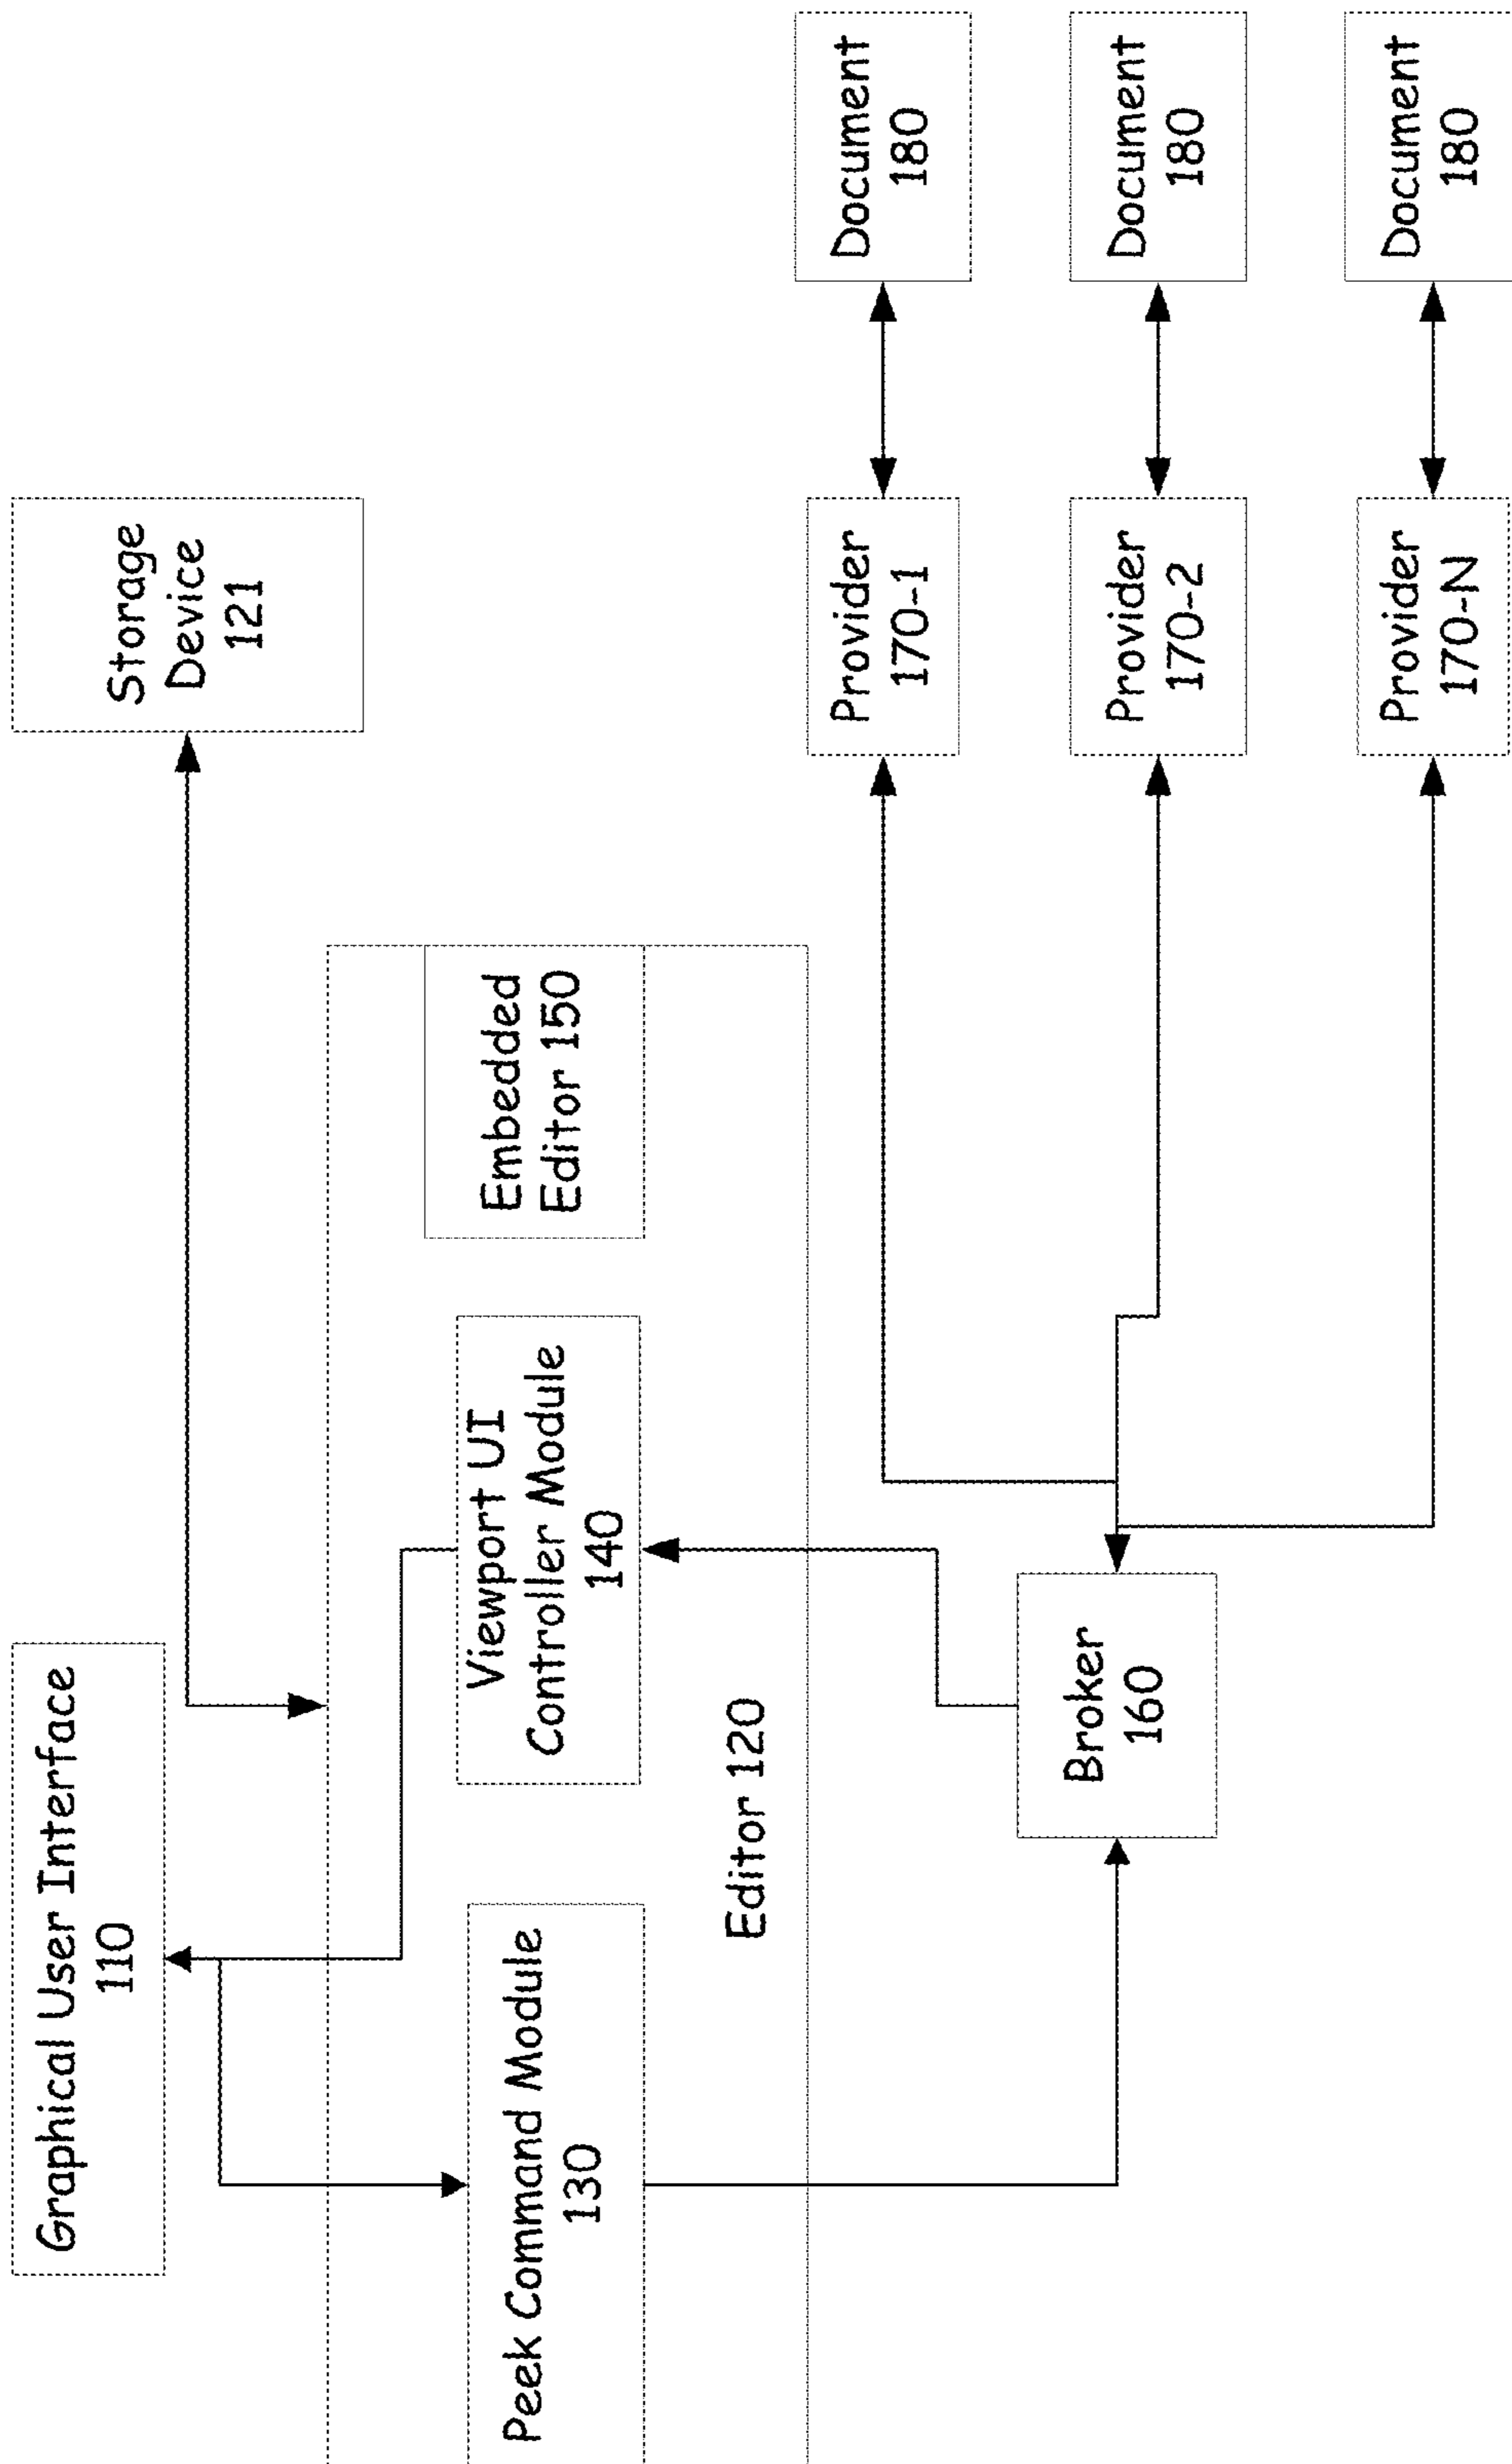 Graphical User Interface
110
Storage
Device
121
Peek Command Module
130
Viewport UI
Controller Module
140
Embedded
Editor 150
Editor 120
Broker
160
Provider
170-1
Document
180
Provider
170-2
Document
180
Provider
170-N
Document
180